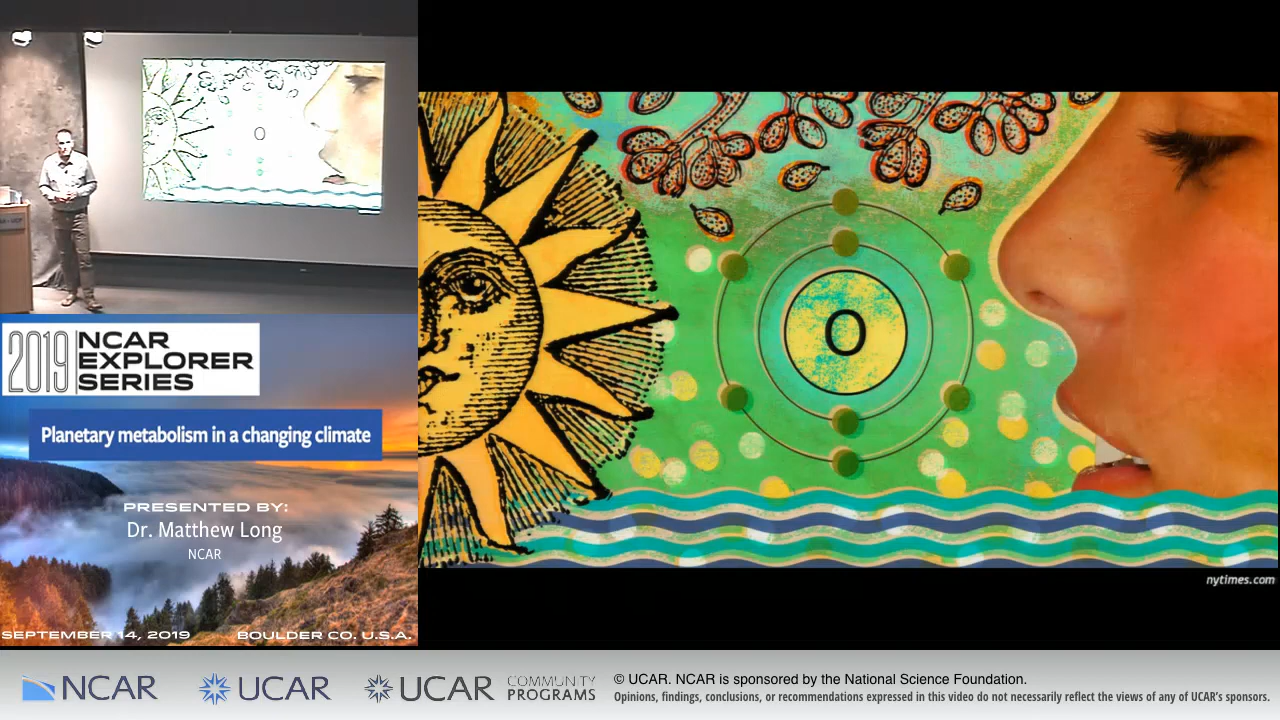 O
O
2019
NCAR
EXPLORER
SERIES
Planetary metabolism in a changing climate
PRESENTED BY:
Dr. Matthew Long
NCAR
SEPTEMBER 14, 2019
BOULDER CO. U.S.A.
nytimes.com
NCAR
UCAR
UCAR
COMMUNITY
PROGRAMS
© UCAR. NCAR is sponsored by the National Science Foundation.
Opinions, findings, conclusions, or recommendations expressed in this video do not necessarily reflect the views of any of UCAR's sponsors.